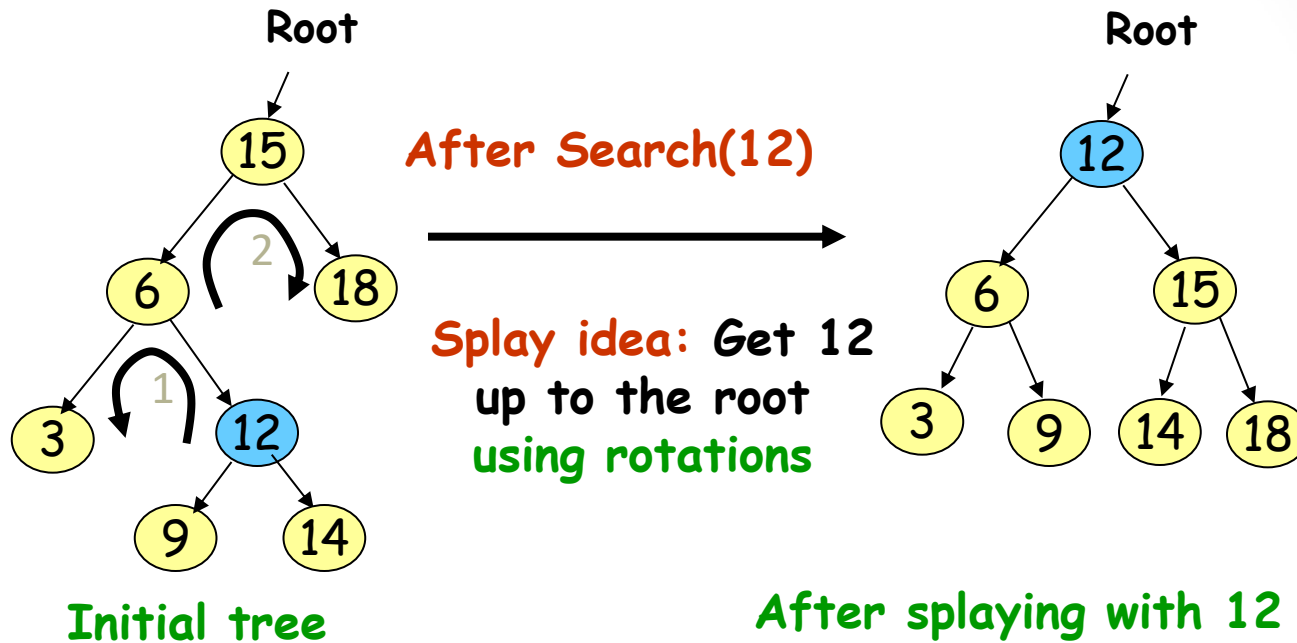 Root
15
6
2
18
3
1
12
9
14
Initial tree
After Search(12)
Splay idea: Get 12
up to the root
using rotations
Root
12
6
15
3
9
14
18
After splaying with 12